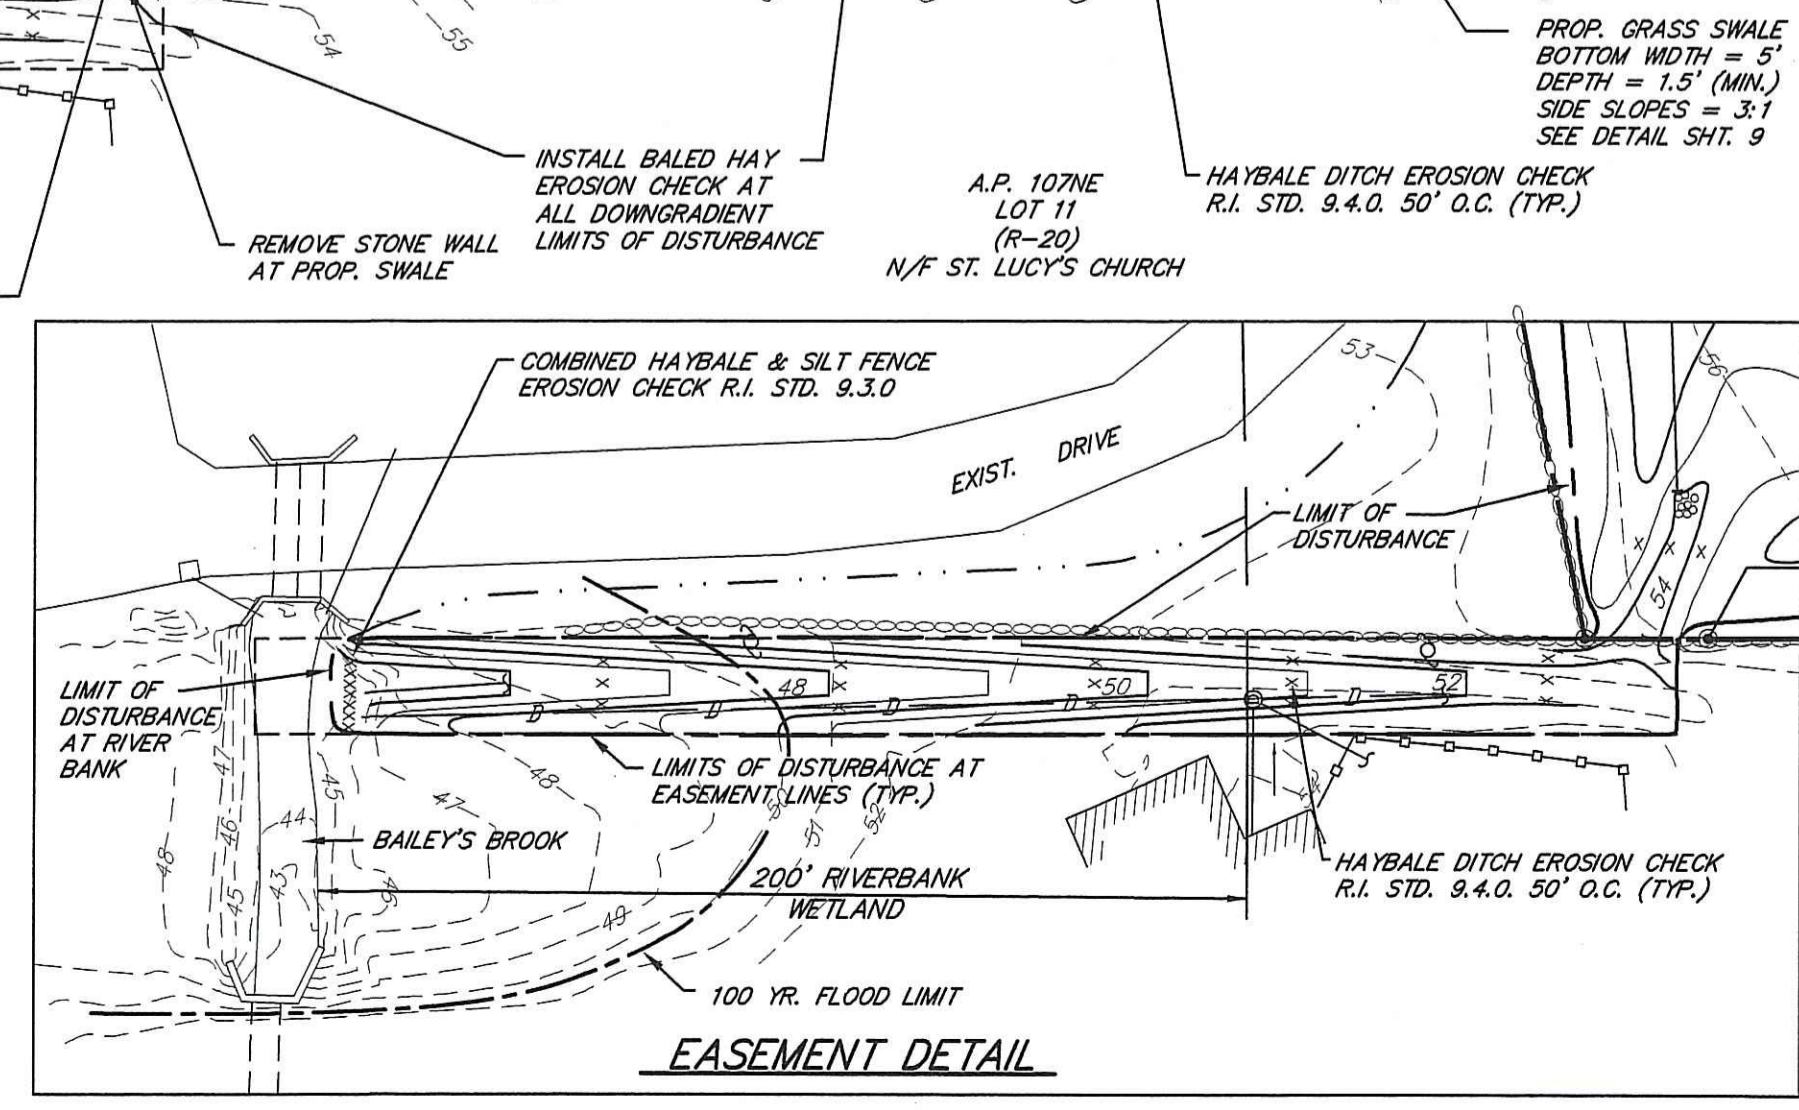 54
55
PROP. GRASS SWALE
BOTTOM WIDTH = 5'
DEPTH = 1.5' (MIN.)
SIDE SLOPES = 3:1
SEE DETAIL SHT. 9
INSTALL BALED HAY
EROSION CHECK AT
ALL DOWNGRADIENT
LIMITS OF DISTURBANCE
REMOVE STONE WALL
AT PROP. SWALE
A.P. 107NE
LOT 11
(R-20)
N/F ST. LUCY'S CHURCH
HAYBALE DITCH EROSION CHECK
R.I. STD. 9.4.0. 50' O.C. (TYP.)
COMBINED HAYBALE & SILT FENCE
EROSION CHECK R.I. STD. 9.3.0
53
56
EXIST. DRIVE
LIMIT OF
DISTURBANCE
54
LIMIT OF
DISTURBANCE
AT RIVER
BANK
48
50
52
D D D D D
LIMITS OF DISTURBANCE AT
EASEMENT LINES (TYP.)
47
46
45
48
44
43
45
46
47
48
49
50
51
52
BAILEY'S BROOK
200' RIVERBANK
WETLAND
HAYBALE DITCH EROSION CHECK
R.I. STD. 9.4.0. 50' O.C. (TYP.)
100 YR. FLOOD LIMIT
EASEMENT DETAIL